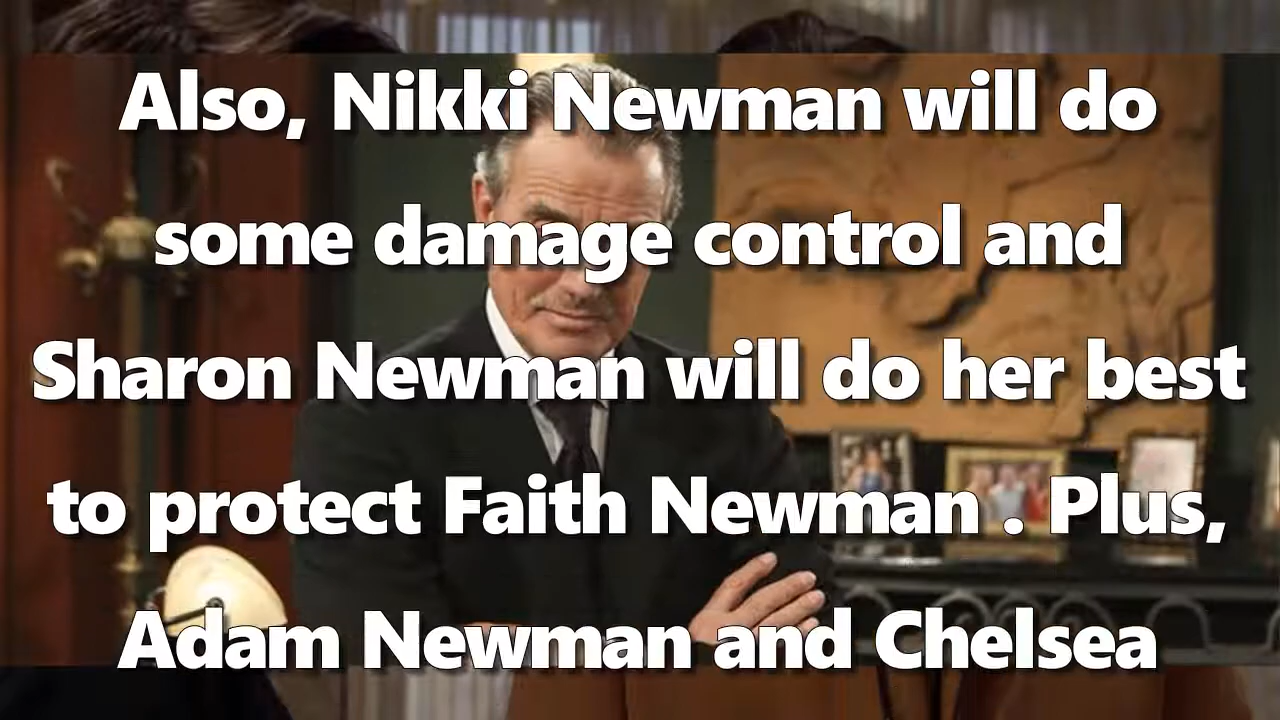 Also, Nikki Newman will do
some damage control and
Sharon Newman will do her best
to protect Faith Newman . Plus,
Adam Newman and Chelsea